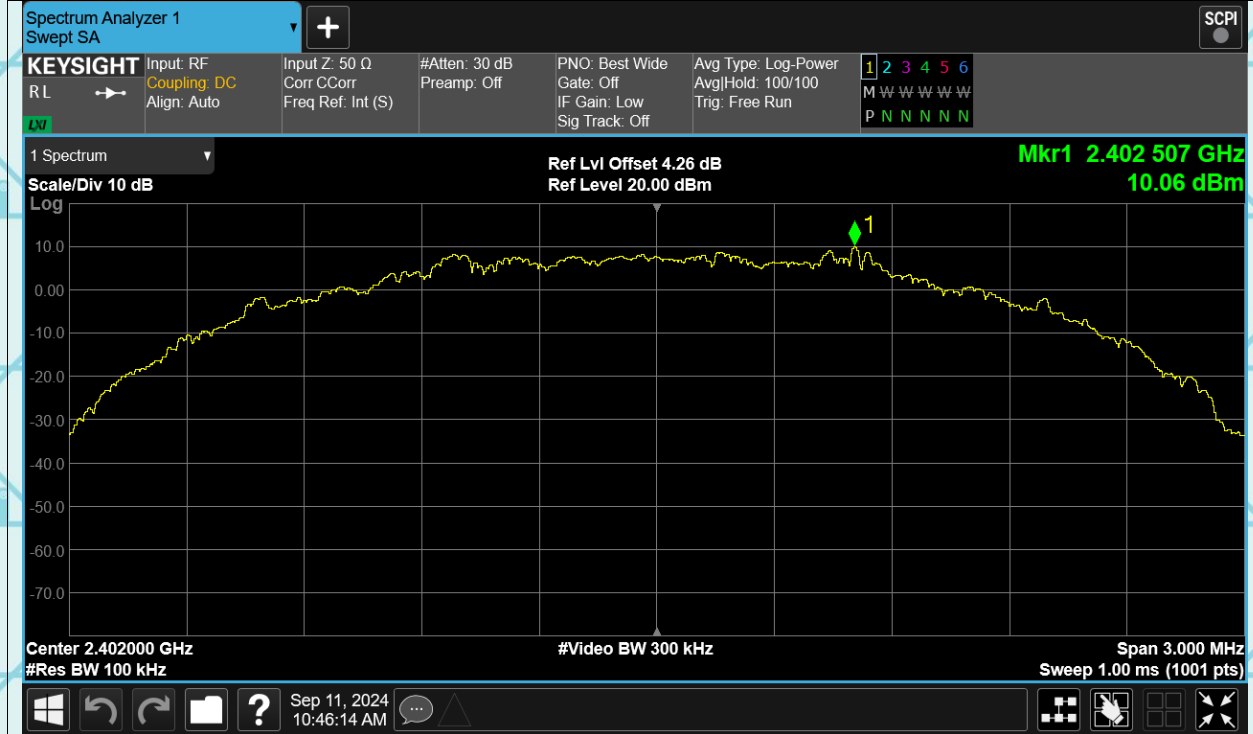 Spectrum Analyzer 1
Swept SA
SCPI
KEYSIGHT
R L
LXI
Input: RF
Coupling: DC
Align: Auto
Input Z: 50 Ω
Corr CCorr
Freq Ref: Int (S)
#Atten: 30 dB
Preamp: Off
PNO: Best Wide
Gate: Off
IF Gain: Low
Sig Track: Off
Avg Type: Log-Power
Avg|Hold: 100/100
Trig: Free Run
1 2 3 4 5 6
M W W W W W
P N N N N N
1 Spectrum
Scale/Div 10 dB
Ref Lvl Offset 4.26 dB
Ref Level 20.00 dBm
Mkr1 2.402 507 GHz
10.06 dBm
Log
1
10.0
0.00
-10.0
-20.0
-30.0
-40.0
-50.0
-60.0
-70.0
Center 2.402000 GHz
#Video BW 300 kHz
Span 3.000 MHz
#Res BW 100 kHz
Sweep 1.00 ms (1001 pts)
?
Sep 11, 2024
10:46:14 AM